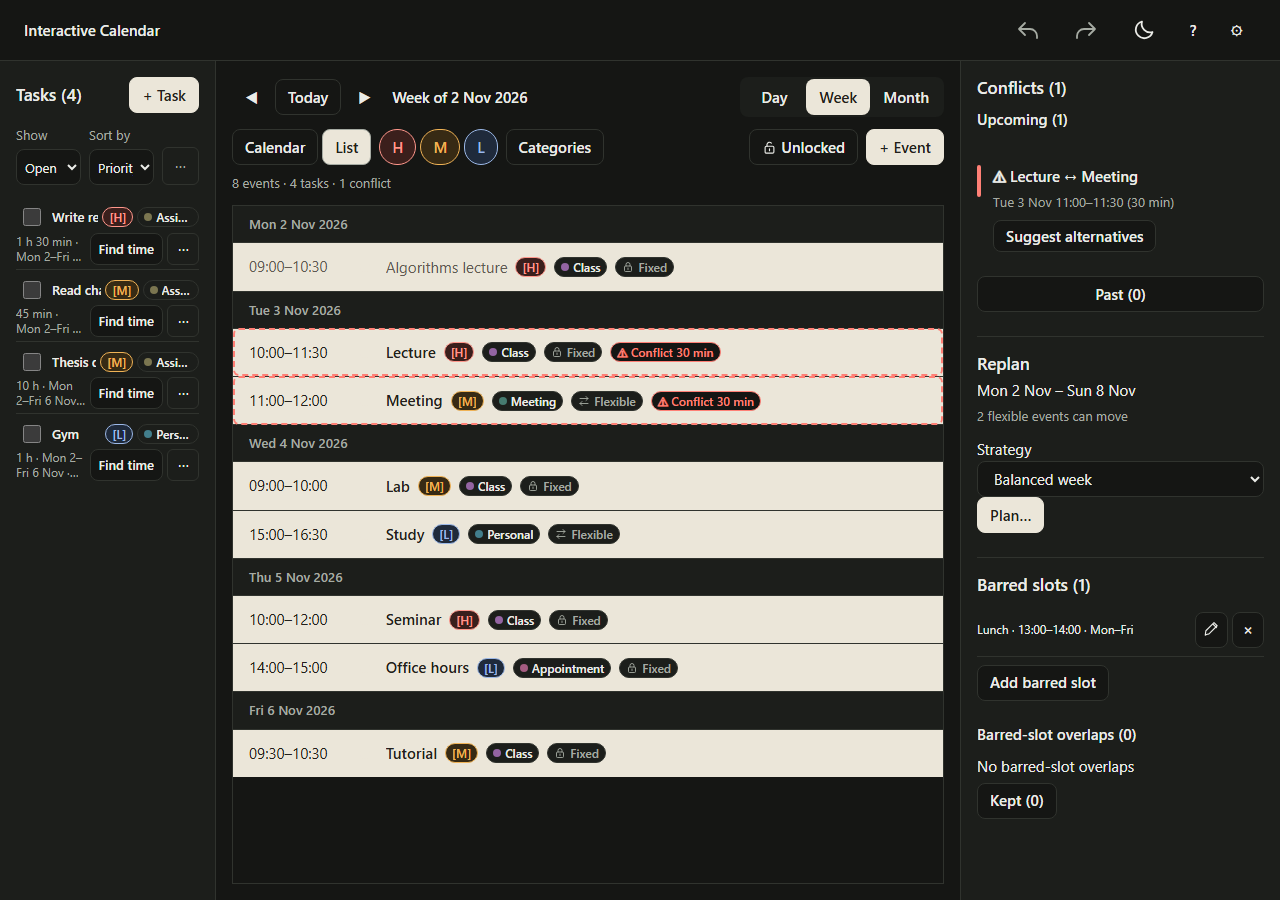 Interactive Calendar
?
Tasks (4)
+ Task
Show
Sort by
Open
Priorit
...
Write re [H] Assi...
1 h 30 min ·
Mon 2–Fri ...
Find time
...
Read cha [M] Ass...
45 min ·
Mon 2–Fri ...
Find time
...
Thesis c [M] Assi...
10 h · Mon
2–Fri 6 Nov...
Find time
...
Gym [L] Pers...
1 h · Mon 2–
Fri 6 Nov ·...
Find time
...
◀ Today ▶ Week of 2 Nov 2026
Day Week Month
Calendar List H M L Categories
Unlocked
+ Event
8 events · 4 tasks · 1 conflict
Mon 2 Nov 2026
09:00–10:30 Algorithms lecture [H] Class Fixed
Tue 3 Nov 2026
10:00–11:30 Lecture [H] Class Fixed ⚠ Conflict 30 min
11:00–12:00 Meeting [M] Meeting Flexible ⚠ Conflict 30 min
Wed 4 Nov 2026
09:00–10:00 Lab [M] Class Fixed
15:00–16:30 Study [L] Personal Flexible
Thu 5 Nov 2026
10:00–12:00 Seminar [H] Class Fixed
14:00–15:00 Office hours [L] Appointment Fixed
Fri 6 Nov 2026
09:30–10:30 Tutorial [M] Class Fixed
Conflicts (1)
Upcoming (1)
⚠ Lecture ↔ Meeting
Tue 3 Nov 11:00–11:30 (30 min)
Suggest alternatives
Past (0)
Replan
Mon 2 Nov – Sun 8 Nov
2 flexible events can move
Strategy
Balanced week
Plan...
Barred slots (1)
Lunch · 13:00–14:00 · Mon–Fri
×
Add barred slot
Barred-slot overlaps (0)
No barred-slot overlaps
Kept (0)